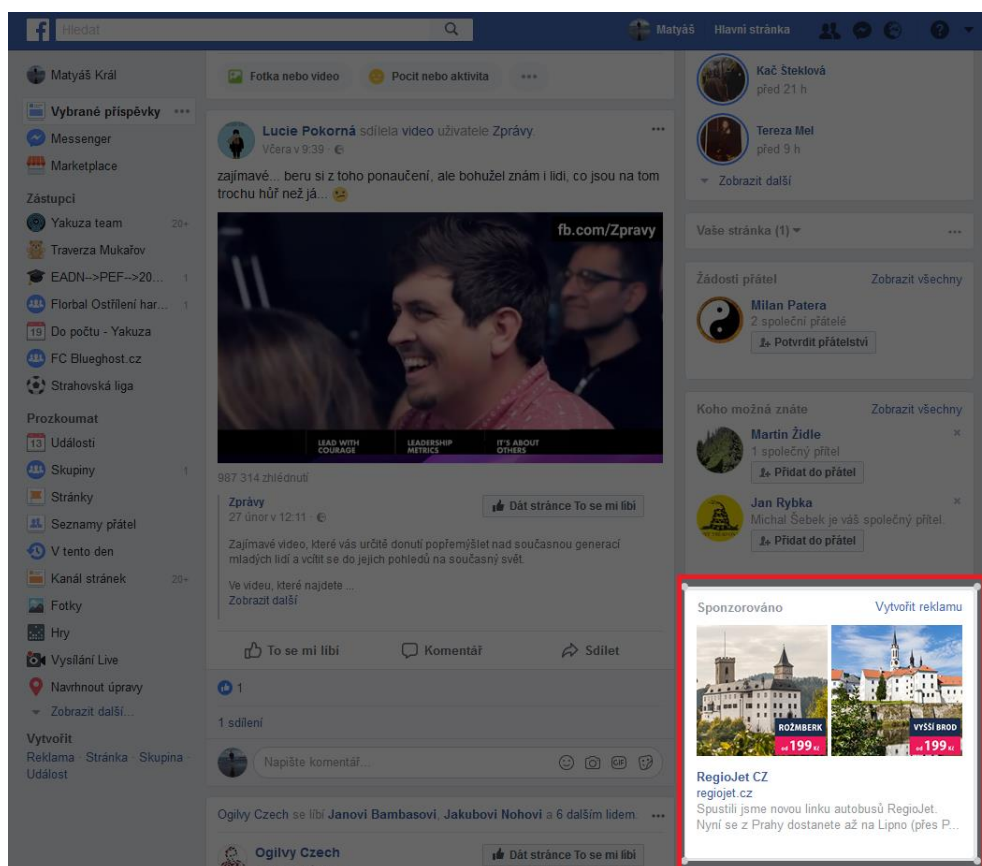 Hledat
Matyáš
Hlavní stránka
Matyáš Král
Vybrané příspěvky
Messenger
Marketplace
Zástupci
Yakuza team 20+
Traverza Mukařov
EADN-->PEF-->20... 1
Florbal Ostřílení har... 1
19 Do počtu - Yakuza
FC Blueghost.cz
Strahovská liga
Prozkoumat
13 Události
Skupiny 1
Stránky
Seznamy přátel
V tento den
Kanál stránek 20+
Fotky
Hry
Vysílání Live
Navrhnout úpravy
Zobrazit další...
Vytvořit
Reklama · Stránka · Skupina ·
Událost
Fotka nebo video
Pocit nebo aktivita
Lucie Pokorná sdílela video uživatele Zprávy.
Včera v 9:39 ·
zajímavé... beru si z toho ponaučení, ale bohužel znám i lidi, co jsou na tom
trochu hůř než já...
fb.com/Zpravy
LEAD WITH
COURAGE
LEADERSHIP
METRICS
IT'S ABOUT
OTHERS
987 314 zhlédnutí
Zprávy
27 únor v 12:11 ·
Dát stránce To se mi líbí
Zajímavé video, které vás určitě donutí popřemýšlet nad současnou generací
mladých lidí a vcítit se do jejich pohledů na současný svět.
Ve videu, které najdete ...
Zobrazit další
To se mi líbí
Komentář
Sdílet
1
1 sdílení
Napište komentář...
GIF
Ogilvy Czech se líbí Janovi Bambasovi, Jakubovi Nohovi a 6 dalším lidem.
Ogilvy Czech
Dát stránce To se mi líbí
Kač Šteklová
před 21 h
Tereza Mel
před 9 h
Zobrazit další
Vaše stránka (1)
Žádosti přátel
Zobrazit všechny
Milan Patera
2 společní přátelé
Potvrdit přátelství
Koho možná znáte
Zobrazit všechny
Martin Židle
1 společný přítel
Přidat do přátel
Jan Rybka
Michal Šebek je váš společný přítel.
Přidat do přátel
Sponzorováno
Vytvořit reklamu
ROŽMBERK
od 199 Kč
VYŠŠÍ BROD
od 199 Kč
RegioJet CZ
regiojet.cz
Spustili jsme novou linku autobusů RegioJet.
Nyní se z Prahy dostanete až na Lipno (přes P...